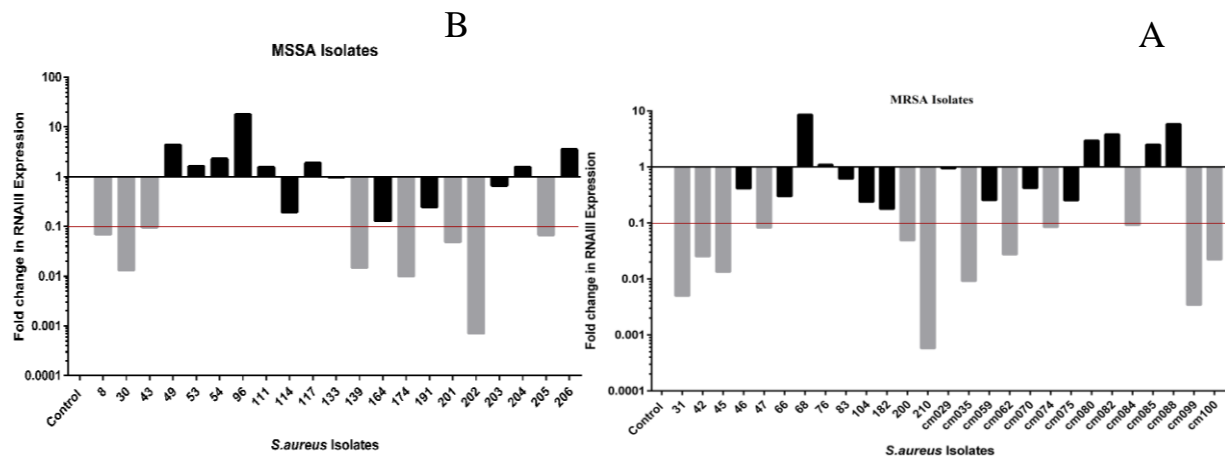 B
MSSA Isolates
Fold change in RNAIII Expression
100
10
1
0.1
0.01
0.001
0.0001
Control 8 30 43 49 53 54 96 111 114 117 133 139 164 174 191 201 202 203 204 205 206
S.aureus Isolates
A
MRSA Isolates
Fold change in RNAIII Expression
10
1
0.1
0.01
0.001
0.0001
Control 31 42 45 46 47 66 68 76 83 104 182 200 210 cm029 cm035 cm059 cm062 cm070 cm074 cm075 cm080 cm082 cm084 cm085 cm088 cm099 cm100
S.aureus Isolates